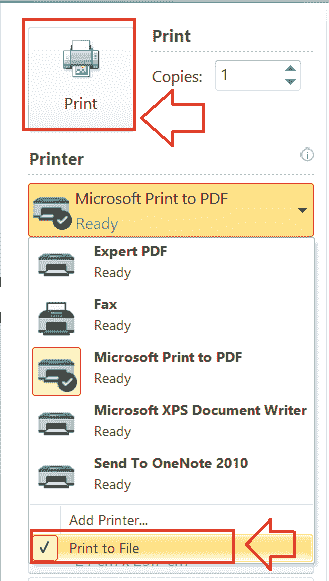 Print
Print
Copies: 1
Printer
Microsoft Print to PDF
Ready
Expert PDF
Ready
Fax
Ready
Microsoft Print to PDF
Ready
Microsoft XPS Document Writer
Ready
Send To OneNote 2010
Ready
Add Printer...
Print to File